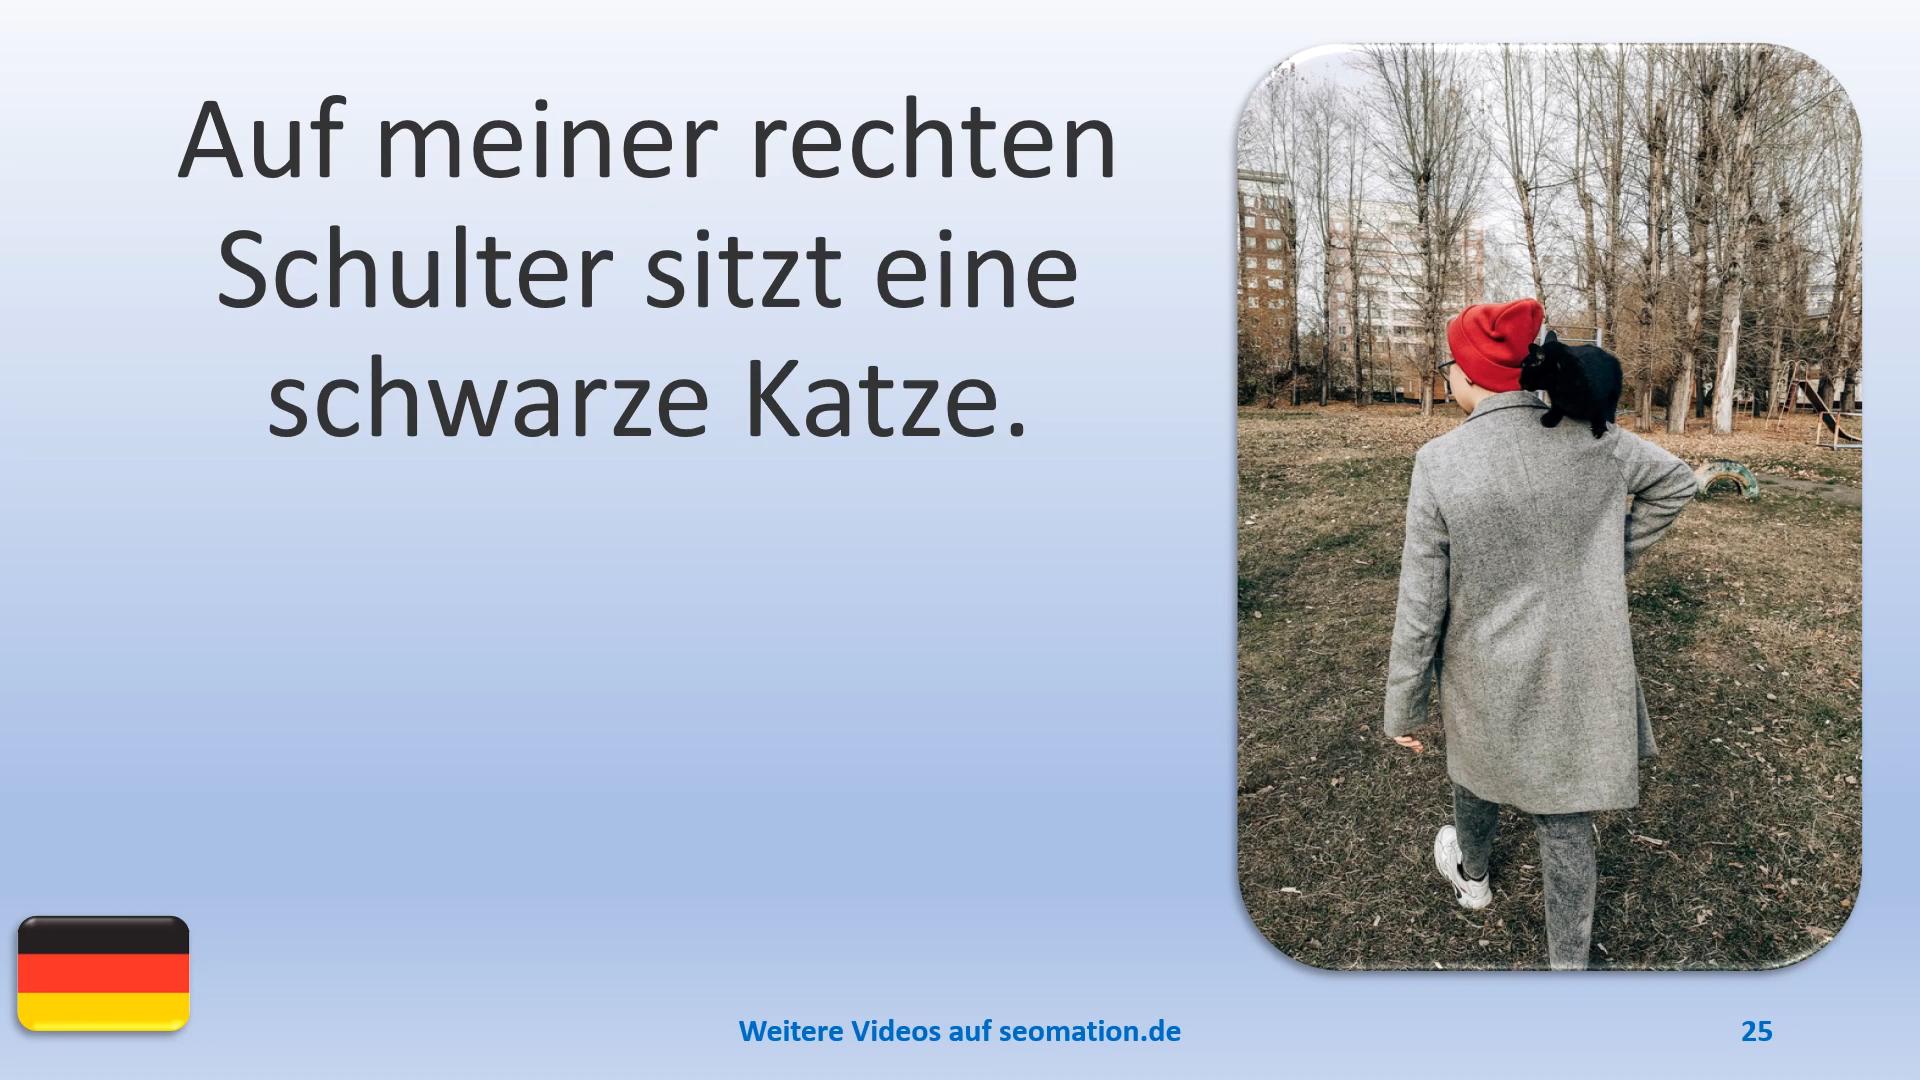 Auf meiner rechten
Schulter sitzt eine
schwarze Katze.
Weitere Videos auf seomation.de
25